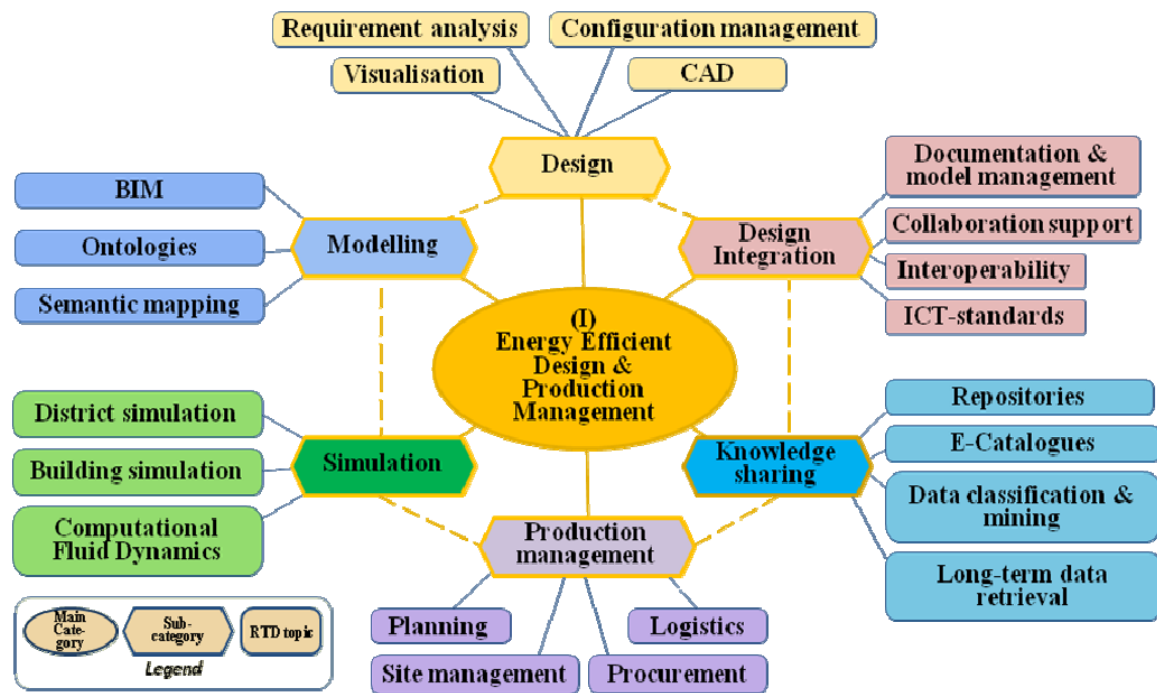 Requirement analysis
Configuration management
Visualisation
CAD
Design
Documentation &
model management
BIM
Modelling
Design
Integration
Collaboration support
Ontologies
Interoperability
Semantic mapping
ICT-standards
(I)
Energy Efficient
Design &
Production
Management
District simulation
Repositories
Building simulation
Simulation
Knowledge
sharing
E-Catalogues
Computational
Fluid Dynamics
Data classification &
mining
Production
management
Long-term data
retrieval
Planning
Logistics
Site management
Procurement
Main
Cate-
gory
Sub-
category
RTD topic
Legend